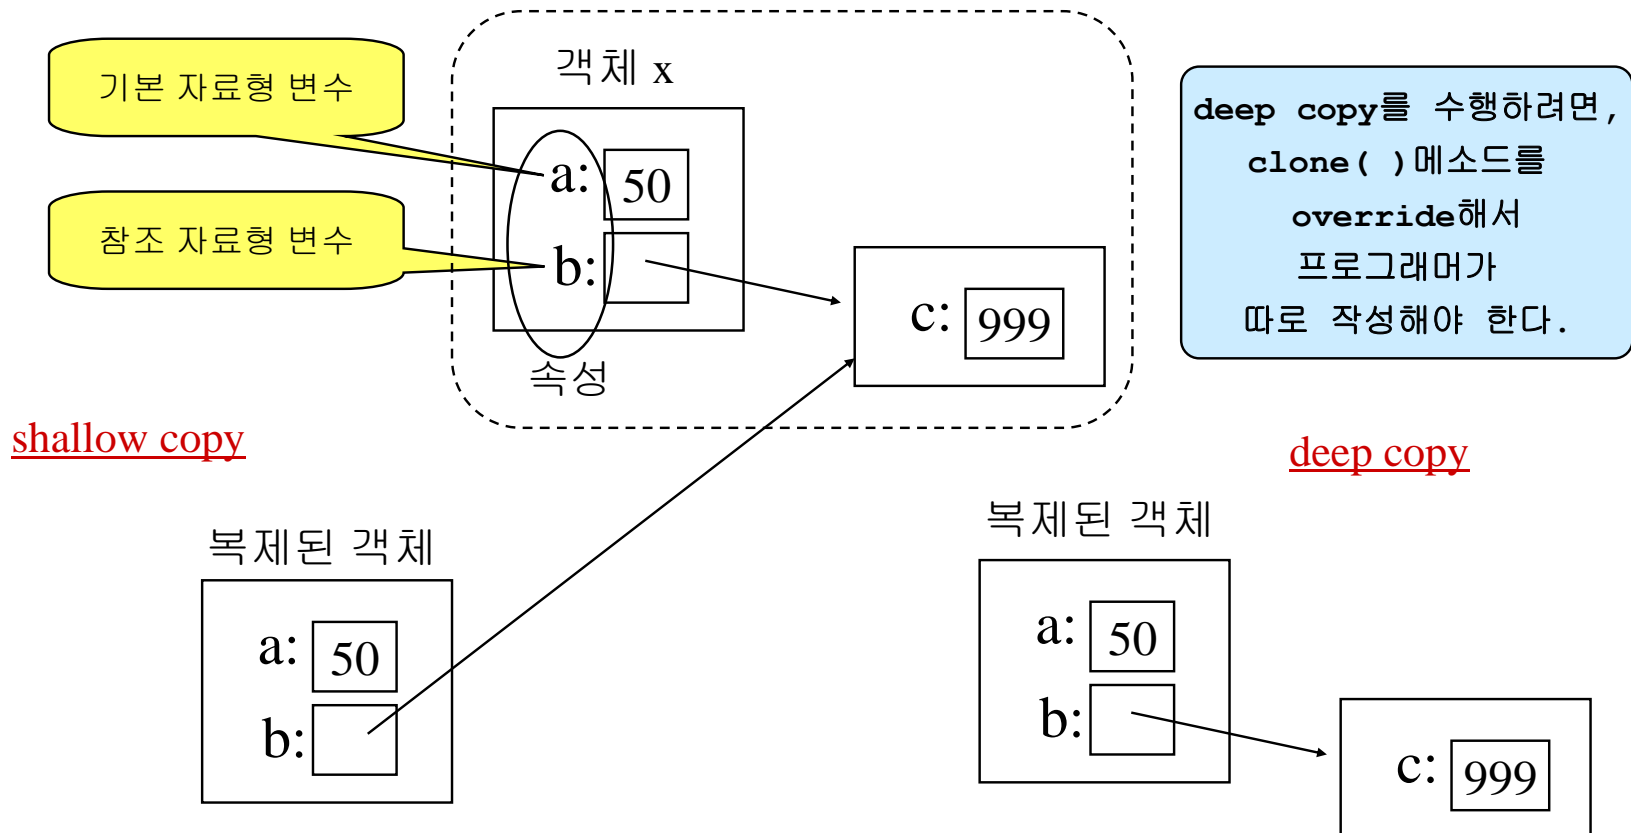 기본 자료형 변수
참조 자료형 변수
객체 x
a: 50
b:
속성
c: 999
deep copy를 수행하려면,
clone( )메소드를
override해서
프로그래머가
따로 작성해야 한다.
shallow copy
복제된 객체
a: 50
b:
deep copy
복제된 객체
a: 50
b:
c: 999